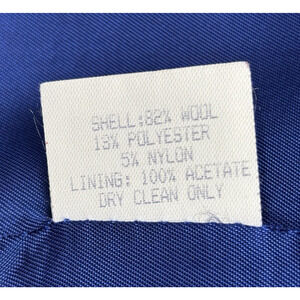 SHELL:82% WOOL
13% POLYESTER
5% NYLON
LINING: 100% ACETATE
DRY CLEAN ONLY